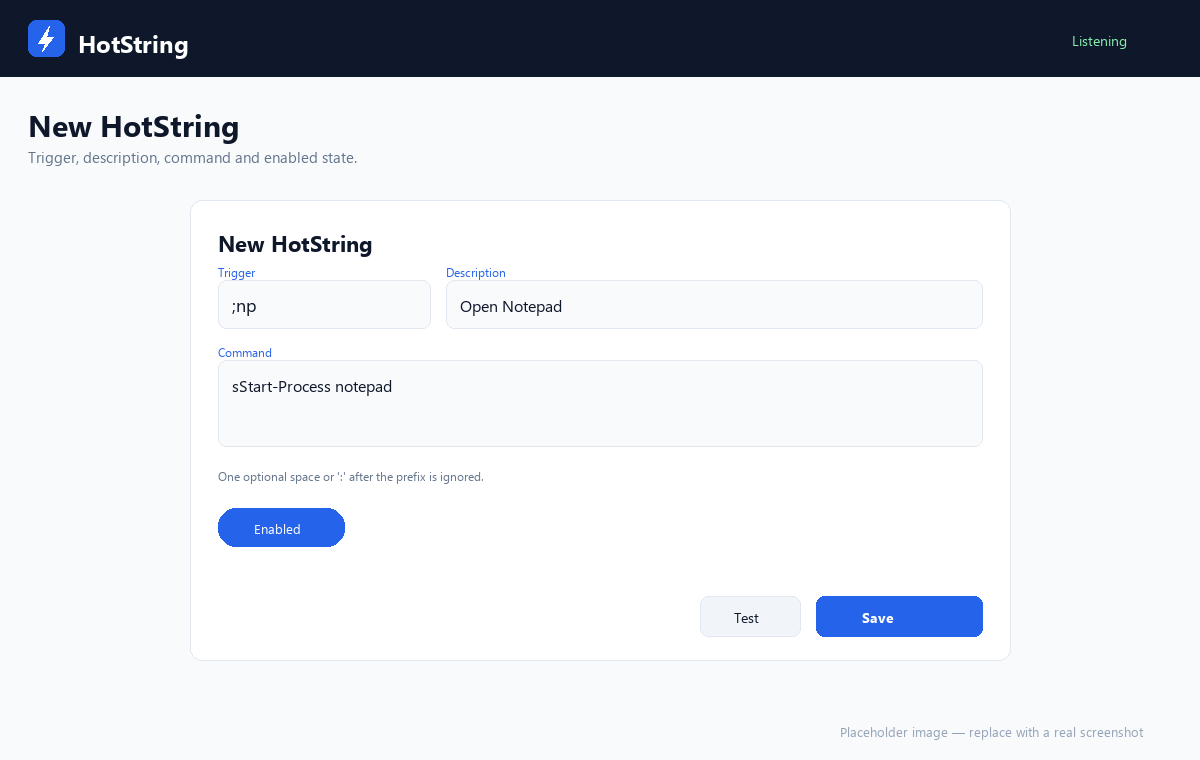 HotString
Listening
New HotString
Trigger, description, command and enabled state.
New HotString
Trigger
Description
;np
Open Notepad
Command
sStart-Process notepad
One optional space or ':' after the prefix is ignored.
Enabled
Test
Save
Placeholder image — replace with a real screenshot